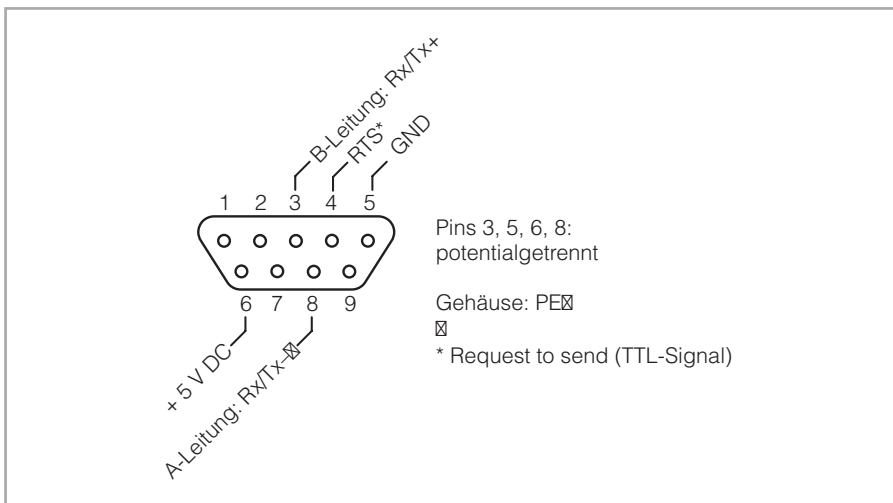 B-Leitung: Rx/Tx+
RTS*
GND
1 2 3 4 5
6 7 8 9
+ 5 V DC
A-Leitung: Rx/Tx–
Pins 3, 5, 6, 8:
potentialgetrennt
Gehäuse: PE
* Request to send (TTL-Signal)